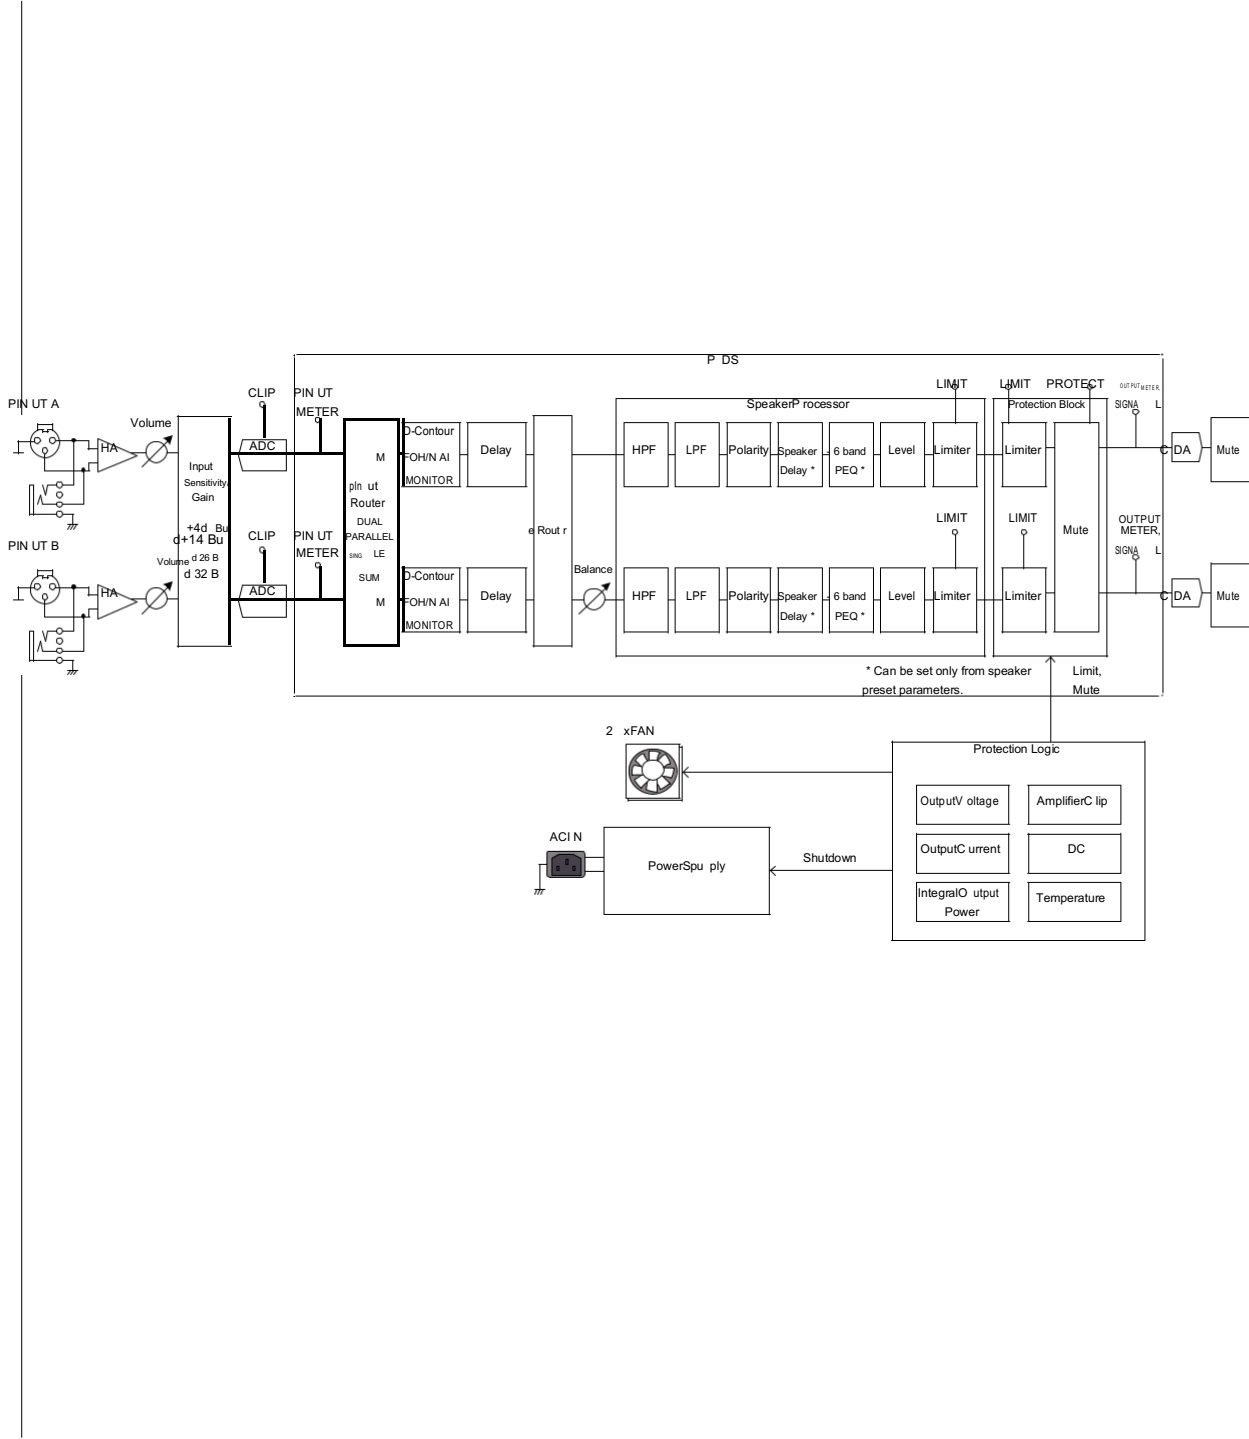 P DS
CLIP
PIN UT
METER
LIMIT
LIMIT
PROTECT
OUTPUT METER,
SIGNA L
PIN UT A
Volume
SpeakerP rocessor
Protection Block
HA
Input
Sensitivity/
Gain
+4d Bu
d+14 Bu
d 26 B
d 32 B
ADC
M
pIn ut
Router
DUAL
PARALLEL
SING LE
SUM
M
D-Contour
FOH/N AI
MONITOR
Delay
e Rout r
HPF
LPF
Polarity
Speaker
Delay *
- 6 band
PEQ *
Level
Limiter
Limiter
Mute
C DA
Mute
PIN UT B
Volume
HA
CLIP
PIN UT
METER
ADC
D-Contour
FOH/N AI
MONITOR
Delay
Balance
HPF
LPF
Polarity
Speaker
Delay *
- 6 band
PEQ *
Level
LIMIT
Limiter
LIMIT
Limiter
OUTPUT
METER,
SIGNA L
C DA
Mute
* Can be set only from speaker
preset parameters.
Limit,
Mute
2 xFAN
Protection Logic
OutputV oltage
AmplifierC lip
OutputC urrent
DC
IntegralO utput
Power
Temperature
ACI N
PowerSpu ply
Shutdown